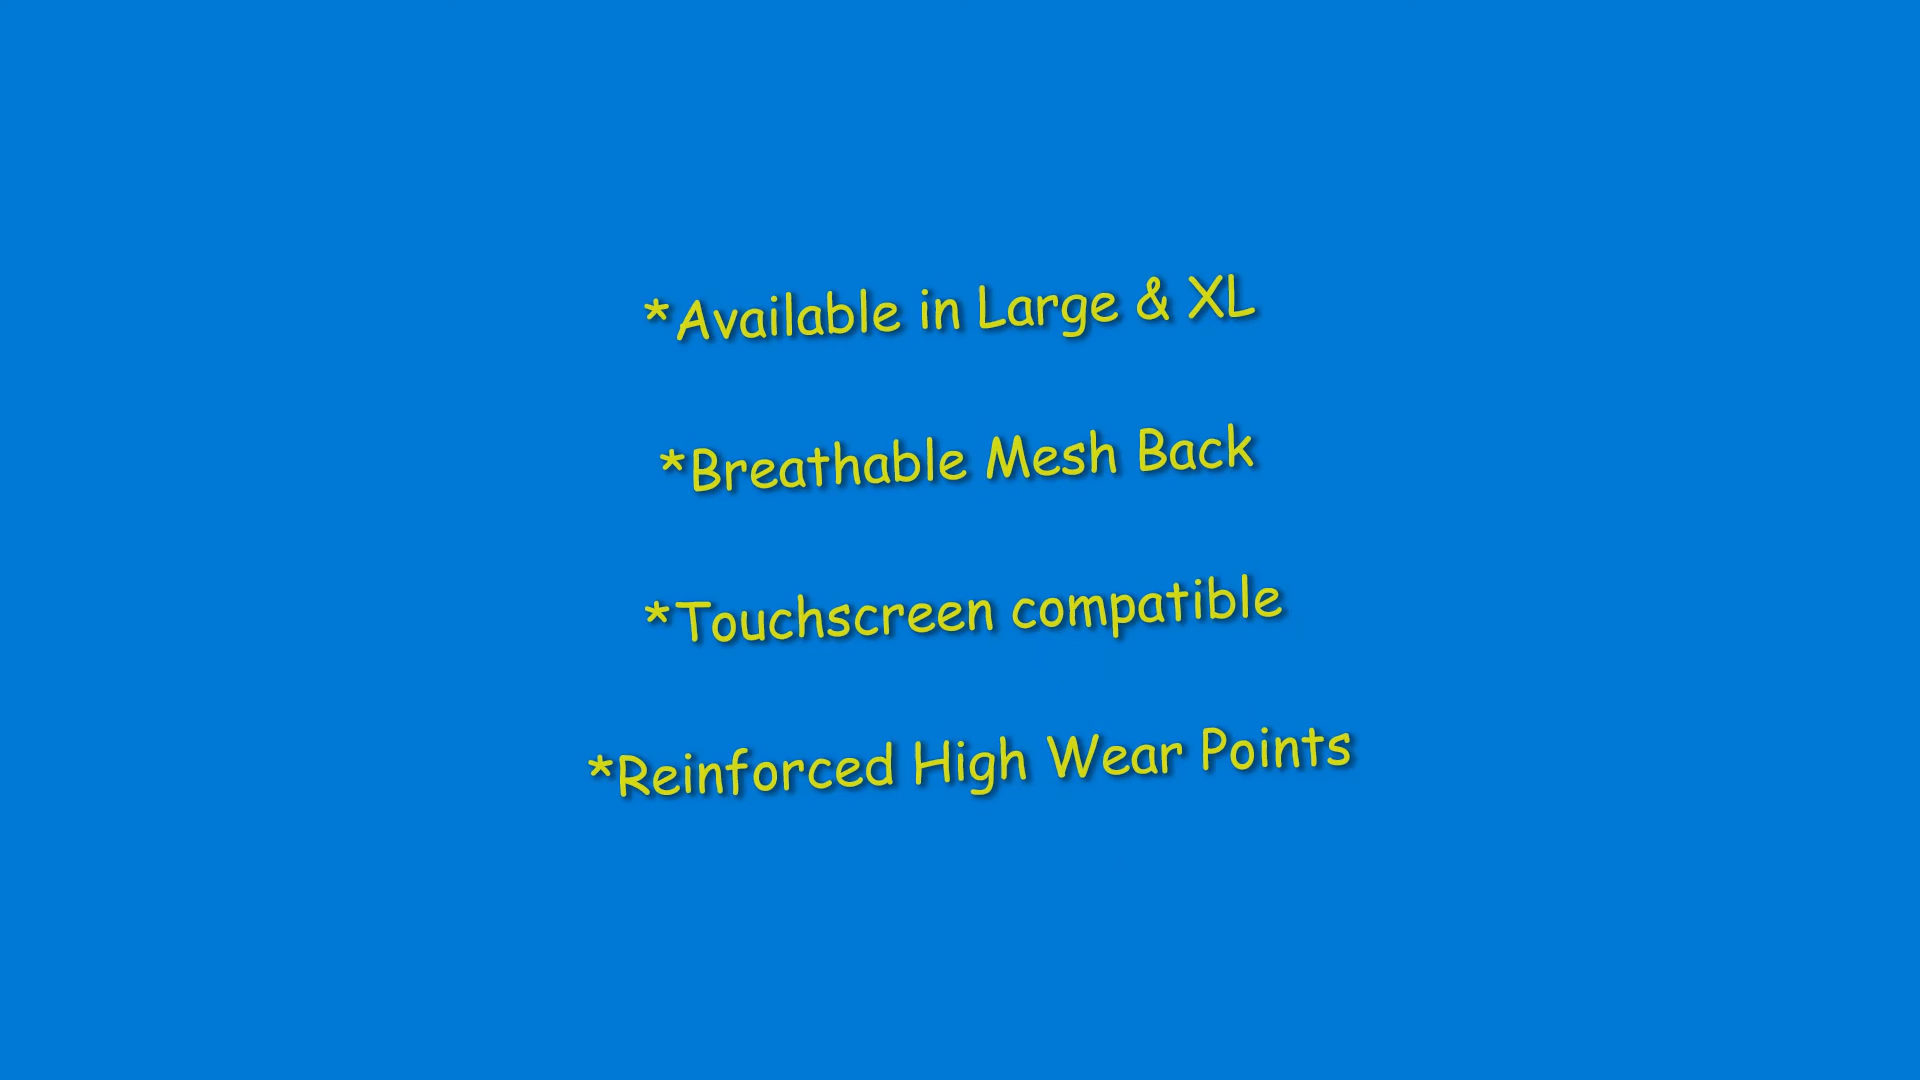 *Available in Large & XL
*Breathable Mesh Back
*Touchscreen compatible
*Reinforced High Wear Points